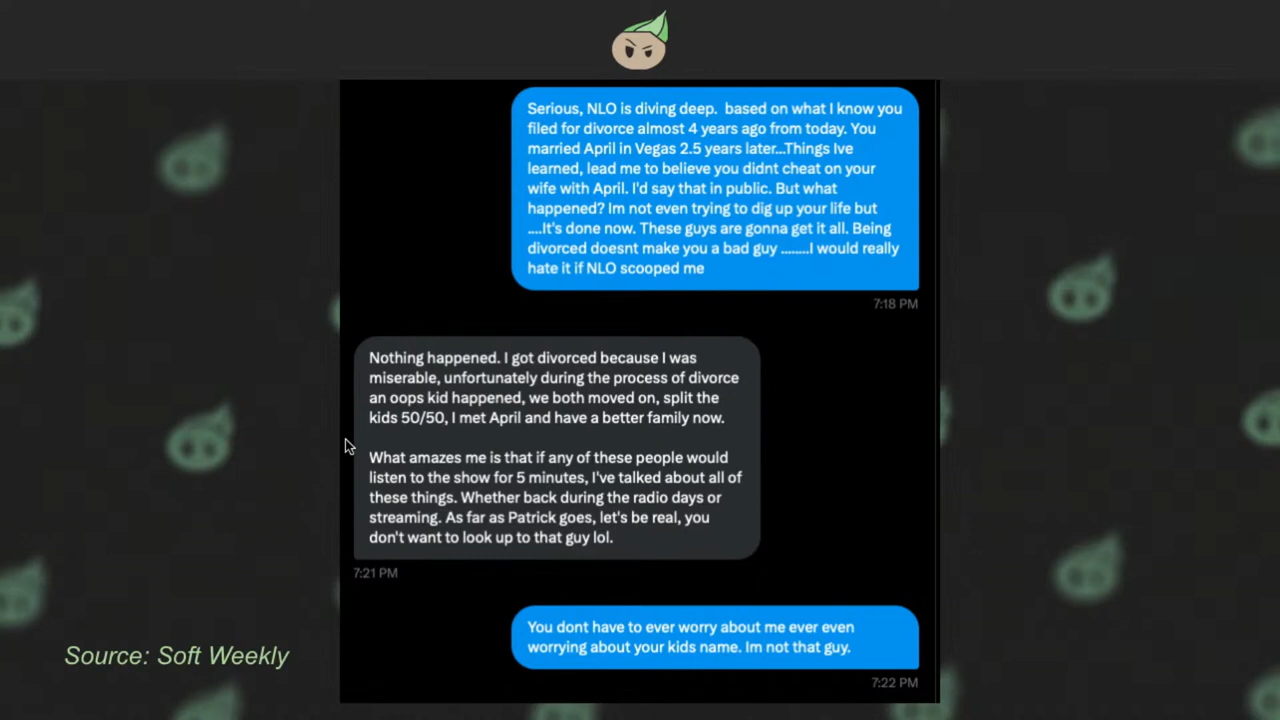 Serious, NLO is diving deep.  based on what I know you
filed for divorce almost 4 years ago from today. You
married April in Vegas 2.5 years later...Things Ive
learned, lead me to believe you didnt cheat on your
wife with April. I'd say that in public. But what
happened? Im not even trying to dig up your life but
....It's done now. These guys are gonna get it all. Being
divorced doesnt make you a bad guy ........I would really
hate it if NLO scooped me
7:18 PM
Nothing happened. I got divorced because I was
miserable, unfortunately during the process of divorce
an oops kid happened, we both moved on, split the
kids 50/50, I met April and have a better family now.
What amazes me is that if any of these people would
listen to the show for 5 minutes, I've talked about all of
these things. Whether back during the radio days or
streaming. As far as Patrick goes, let's be real, you
don't want to look up to that guy lol.
7:21 PM
You dont have to ever worry about me ever even
worrying about your kids name. Im not that guy.
7:22 PM
Source: Soft Weekly